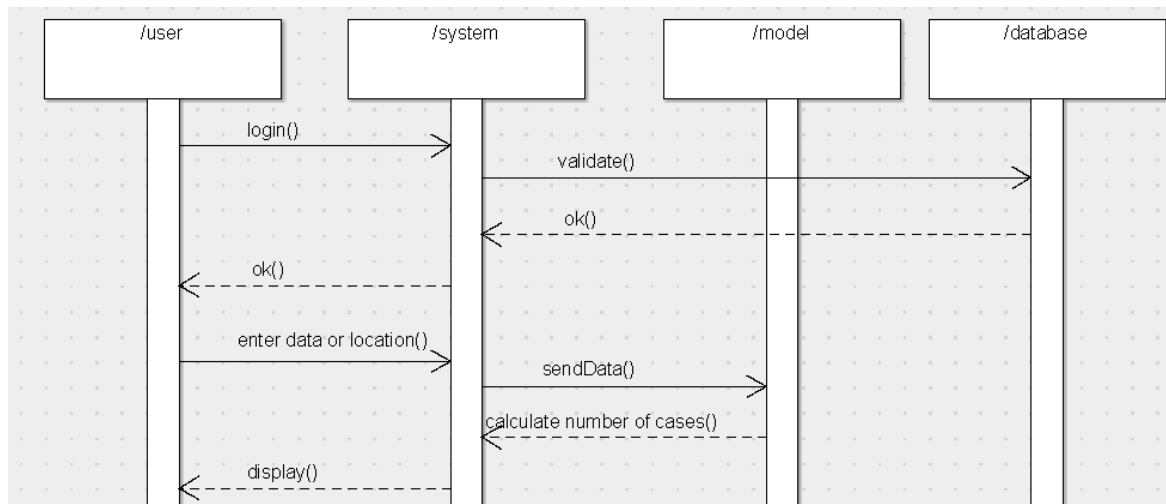 /user
/system
/model
/database
login()
validate()
ok()
ok()
enter data or location()
sendData()
calculate number of cases()
display()